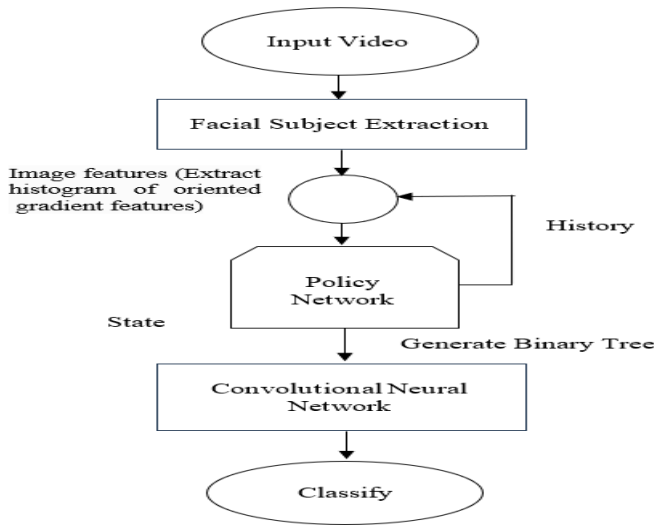 Input Video
Facial Subject Extraction
Image features (Extract
histogram of oriented
gradient features)
History
Policy
Network
State
Generate Binary Tree
Convolutional Neural
Network
Classify